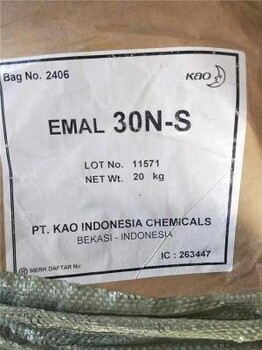 Bag No. 2406
Kao
EMAL 30N-S
LOT No. 11571
NET Wt. 20 kg
PT. KAO INDONESIA CHEMICALS
BEKASI - INDONESIA
IC : 263447
® MERK DAFTAR No.